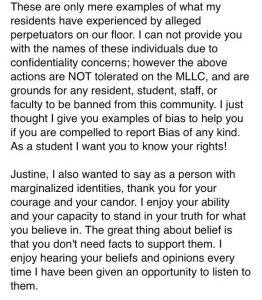 These are only mere examples of what my
residents have experienced by alleged
perpetuators on our floor. I can not provide you
with the names of these individuals due to
confidentiality concerns; however the above
actions are NOT tolerated on the MLLC, and are
grounds for any resident, student, staff, or
faculty to be banned from this community. I just
thought I give you examples of bias to help you
if you are compelled to report Bias of any kind.
As a student I want you to know your rights!

Justine, I also wanted to say as a person with
marginalized identities, thank you for your
courage and your candor. I enjoy your ability
and your capacity to stand in your truth for what
you believe in. The great thing about belief is
that you don't need facts to support them. I
enjoy hearing your beliefs and opinions every
time I have been given an opportunity to listen to
them.